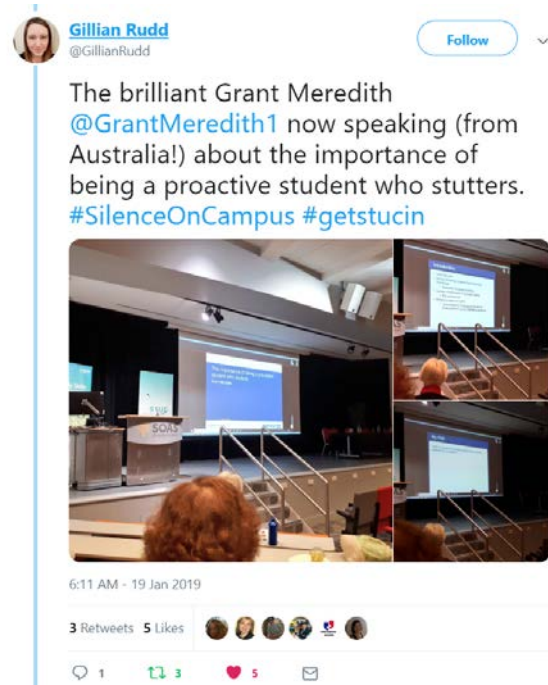 Gillian Rudd
@GillianRudd
Follow
The brilliant Grant Meredith
@GrantMeredith1 now speaking (from
Australia!) about the importance of
being a proactive student who stutters.
#SilenceOnCampus #getstucin
SOAS
6:11 AM - 19 Jan 2019
3 Retweets 5 Likes
1 3 5